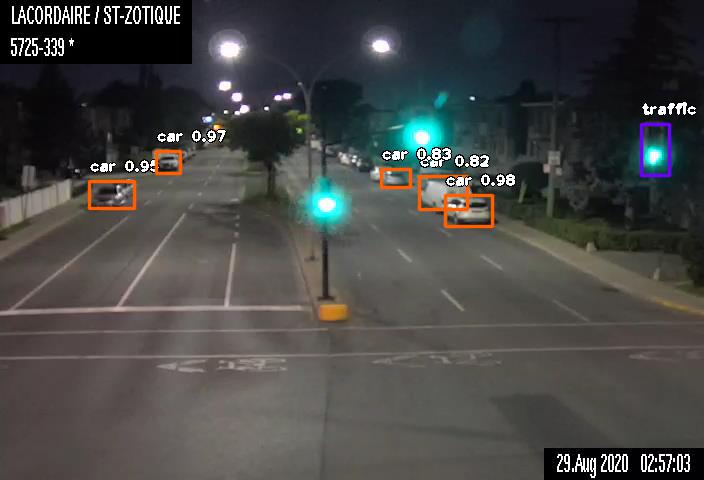 LACORDAIRE / ST-ZOTIQUE
5725-339 *
traffic
car 0.97
car 0.95
car 0.83
car 0.82
car 0.98
29.Aug 2020 02:57:03